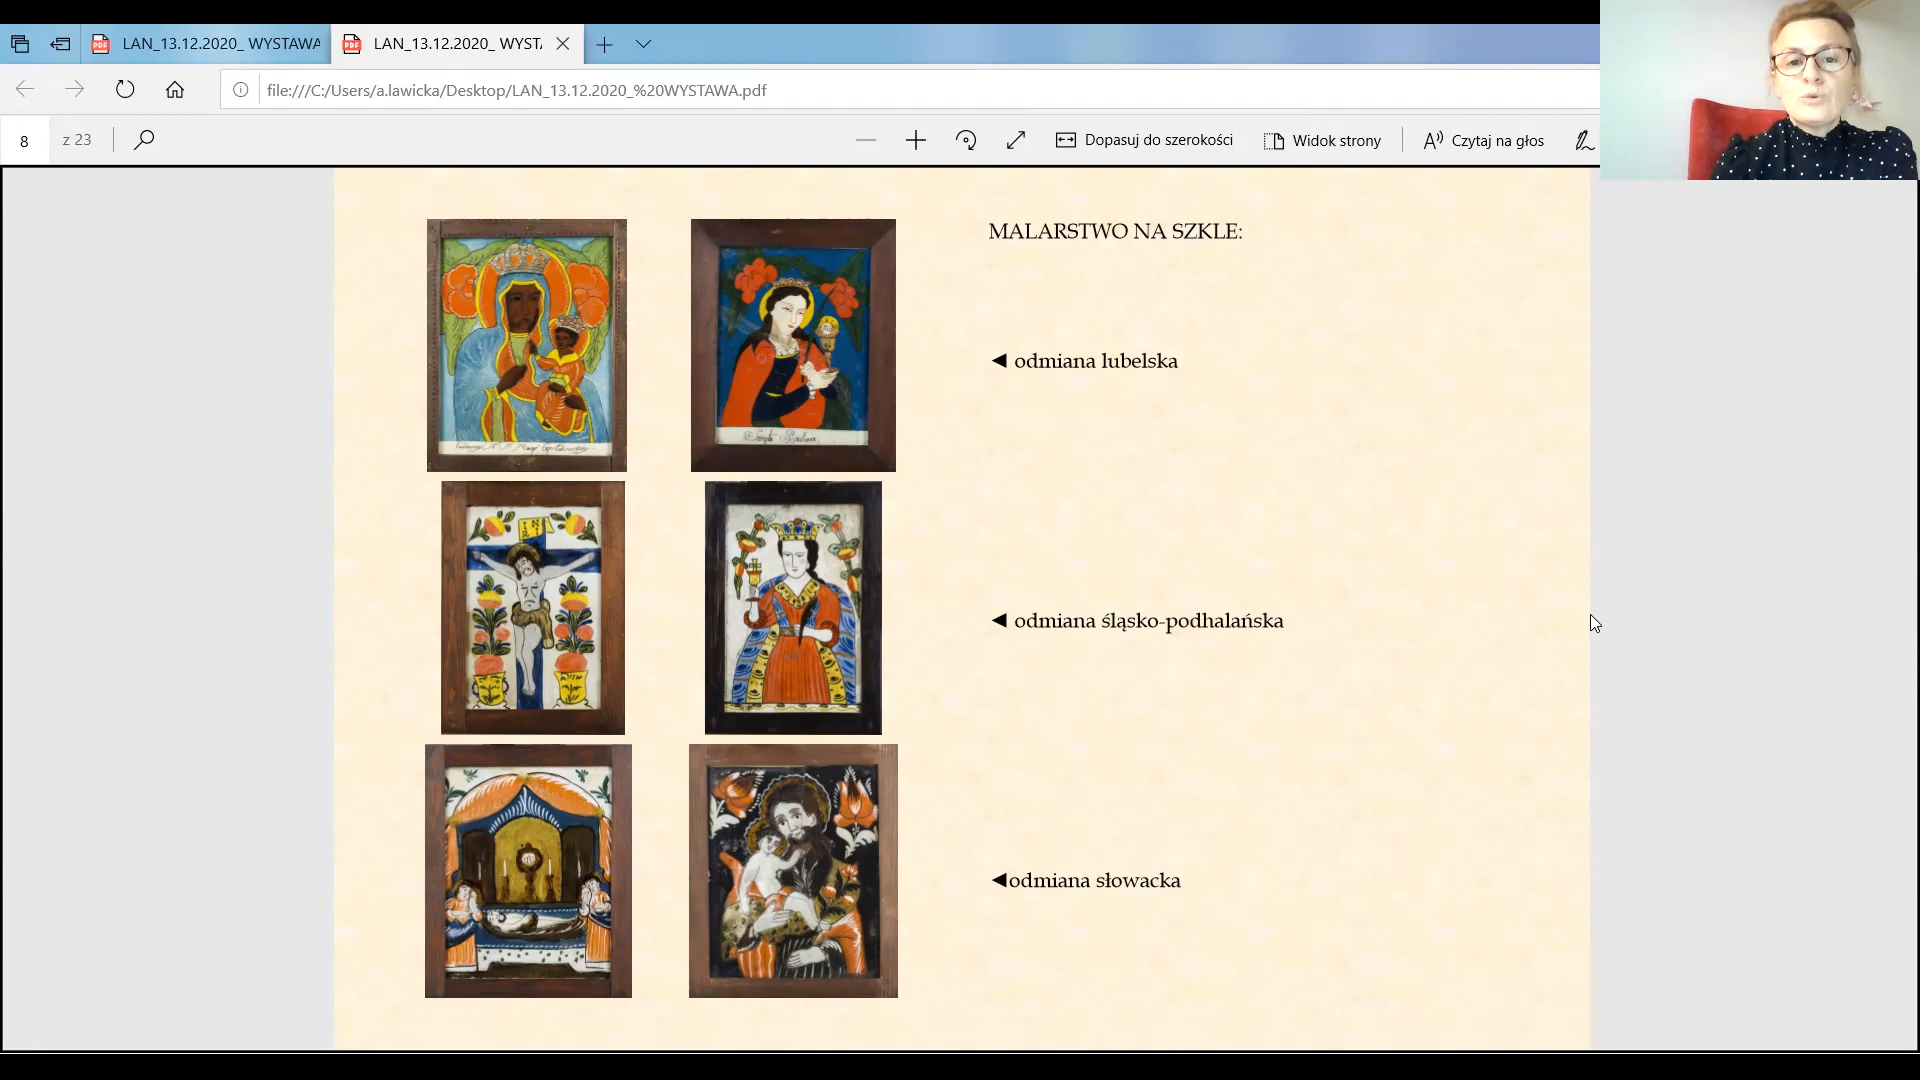 LAN_13.12.2020_ WYSTAWA
LAN_13.12.2020_ WYST
file:///C:/Users/a.lawicka/Desktop/LAN_13.12.2020_%20WYSTAWA.pdf
8 z 23
Dopasuj do szerokości
Widok strony
Czytaj na głos
MALARSTWO NA SZKLE:
◄ odmiana lubelska
◄ odmiana śląsko-podhalańska
◄odmiana słowacka